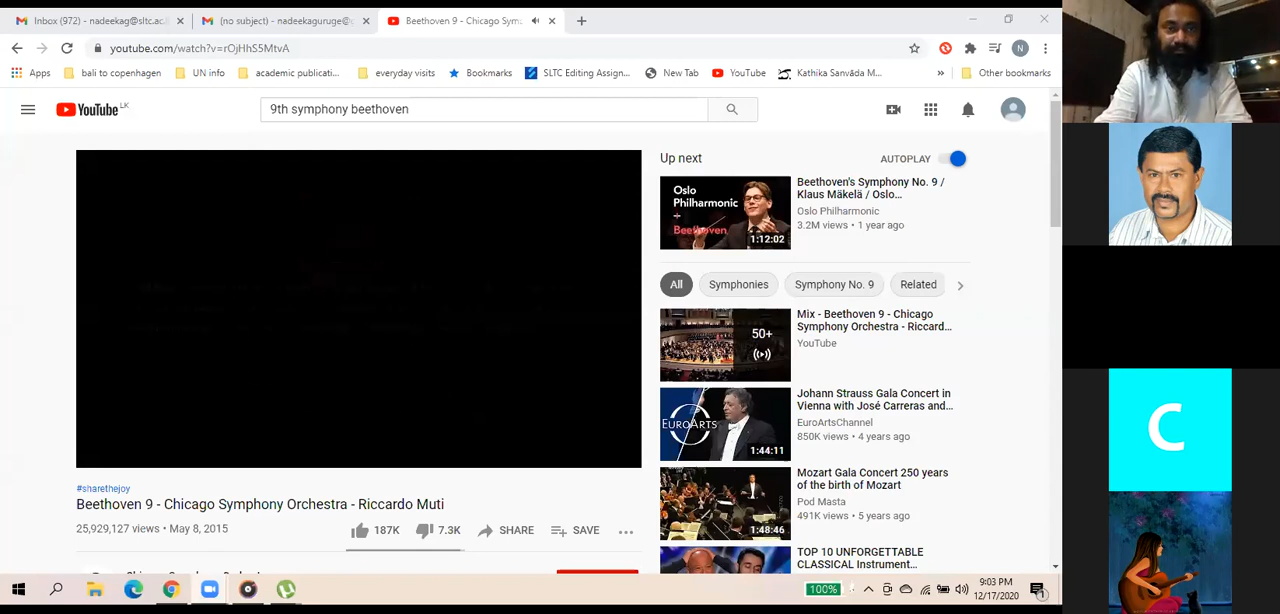 Inbox (972) - nadeekag@sltc.ac.l
(no subject) - nadeekaguruge@g
Beethoven 9 - Chicago Sym
youtube.com/watch?v=rOjHhS5MtvA
N
Apps
bali to copenhagen
UN info
academic publicati...
everyday visits
Bookmarks
SLTC Editing Assign...
New Tab
YouTube
Kathika Sanvāda M...
»
Other bookmarks
YouTube LK
9th symphony beethoven
Up next
AUTOPLAY
Oslo
Philharmonic
+
Beethoven
1:12:02
Beethoven's Symphony No. 9 /
Klaus Mäkelä / Oslo...
Oslo Philharmonic
3.2M views • 1 year ago
All
Symphonies
Symphony No. 9
Related
50+
Mix - Beethoven 9 - Chicago
Symphony Orchestra - Riccard...
YouTube
EUROARTS
1:44:11
Johann Strauss Gala Concert in
Vienna with José Carreras and...
EuroArtsChannel
850K views • 4 years ago
1:48:46
Mozart Gala Concert 250 years
of the birth of Mozart
Pod Masta
491K views • 5 years ago
TOP 10 UNFORGETTABLE
CLASSICAL Instrument...
#sharethejoy
Beethoven 9 - Chicago Symphony Orchestra - Riccardo Muti
25,929,127 views • May 8, 2015
187K
7.3K
SHARE
SAVE
C
100%
9:03 PM
12/17/2020
1